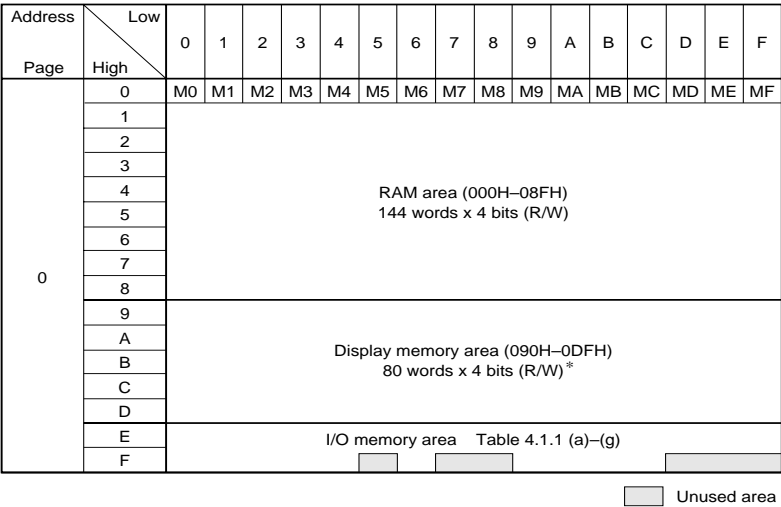 Address Low
Page High 0 1 2 3 4 5 6 7 8 9 A B C D E F
0 M0 M1 M2 M3 M4 M5 M6 M7 M8 M9 MA MB MC MD ME MF
1
2
3
4 RAM area (000H–08FH)
5 144 words x 4 bits (R/W)
6
7
0
8
9
A
Display memory area (090H–0DFH)
B 80 words x 4 bits (R/W)*
C
D
E I/O memory area Table 4.1.1 (a)–(g)
F
Unused area